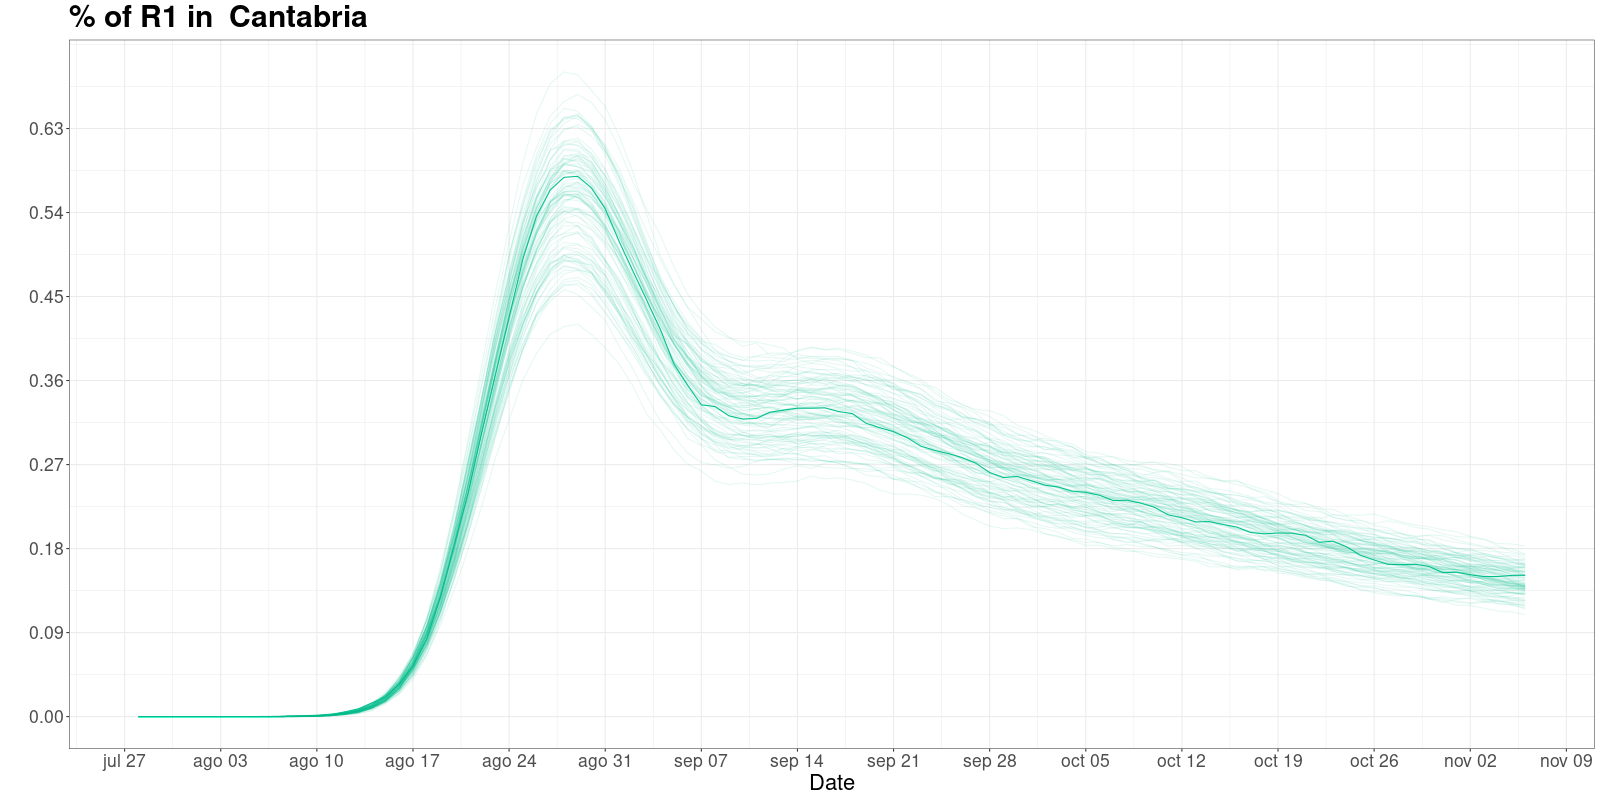 % of R1 in  Cantabria
0.63
0.54
0.45
0.36
0.27
0.18
0.09
0.00
jul 27 ago 03 ago 10 ago 17 ago 24 ago 31 sep 07 sep 14 sep 21 sep 28 oct 05 oct 12 oct 19 oct 26 nov 02 nov 09
Date